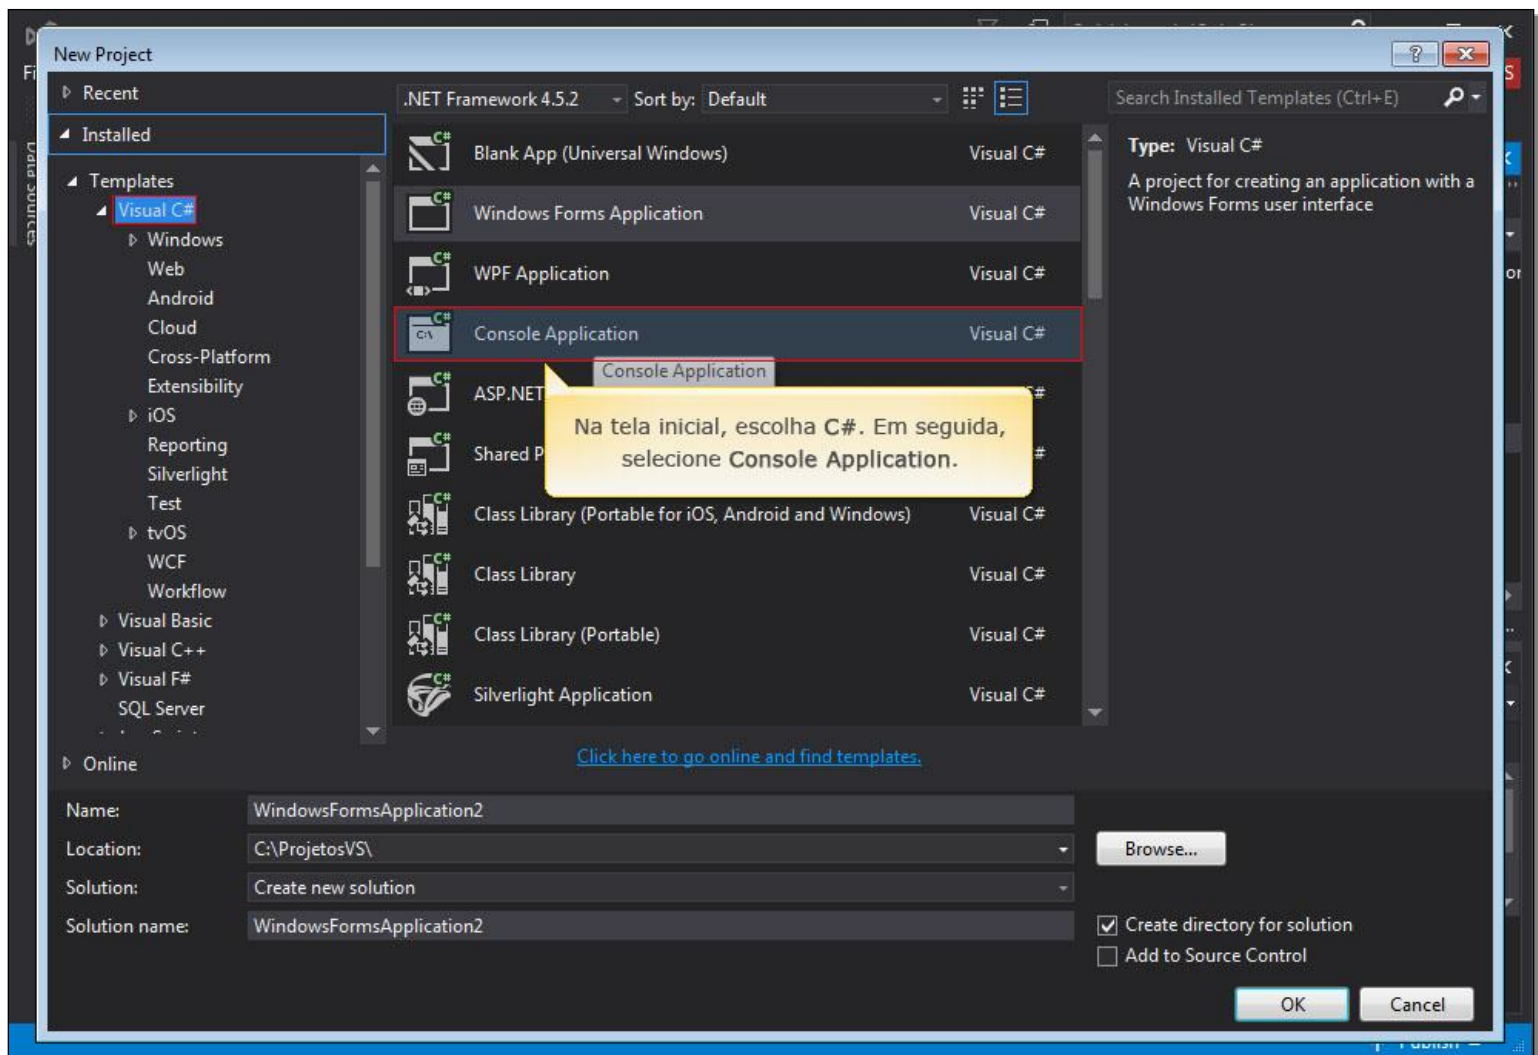 New Project
Recent
.NET Framework 4.5.2
Sort by: Default
Search Installed Templates (Ctrl+E)
Installed
Templates
Visual C#
Windows
Web
Android
Cloud
Cross-Platform
Extensibility
iOS
Reporting
Silverlight
Test
tvOS
WCF
Workflow
Visual Basic
Visual C++
Visual F#
SQL Server
Online
Blank App (Universal Windows) Visual C#
Windows Forms Application Visual C#
WPF Application Visual C#
Console Application Visual C#
Console Application
ASP.NET
Na tela inicial, escolha C#. Em seguida,
selecione Console Application.
Shared
Class Library (Portable for iOS, Android and Windows) Visual C#
Class Library Visual C#
Class Library (Portable) Visual C#
Silverlight Application Visual C#
Click here to go online and find templates.
Type: Visual C#
A project for creating an application with a
Windows Forms user interface
Name: WindowsFormsApplication2
Location: C:\ProjetosVS\
Browse...
Solution: Create new solution
Solution name: WindowsFormsApplication2
Create directory for solution
Add to Source Control
OK
Cancel
Data Sources